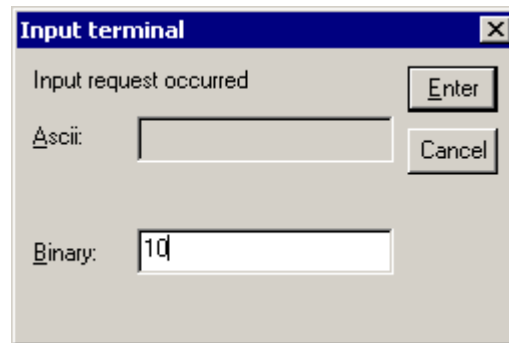 Input terminal
Input request occurred
Enter
Ascii:
Cancel
Binary:
10